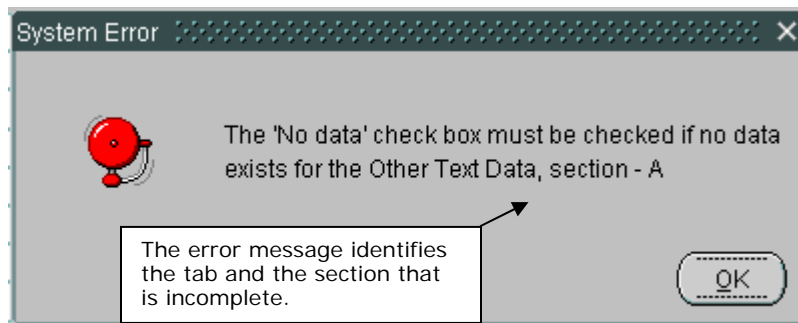 System Error
The 'No data' check box must be checked if no data
exists for the Other Text Data, section - A
The error message identifies
the tab and the section that
is incomplete.
OK